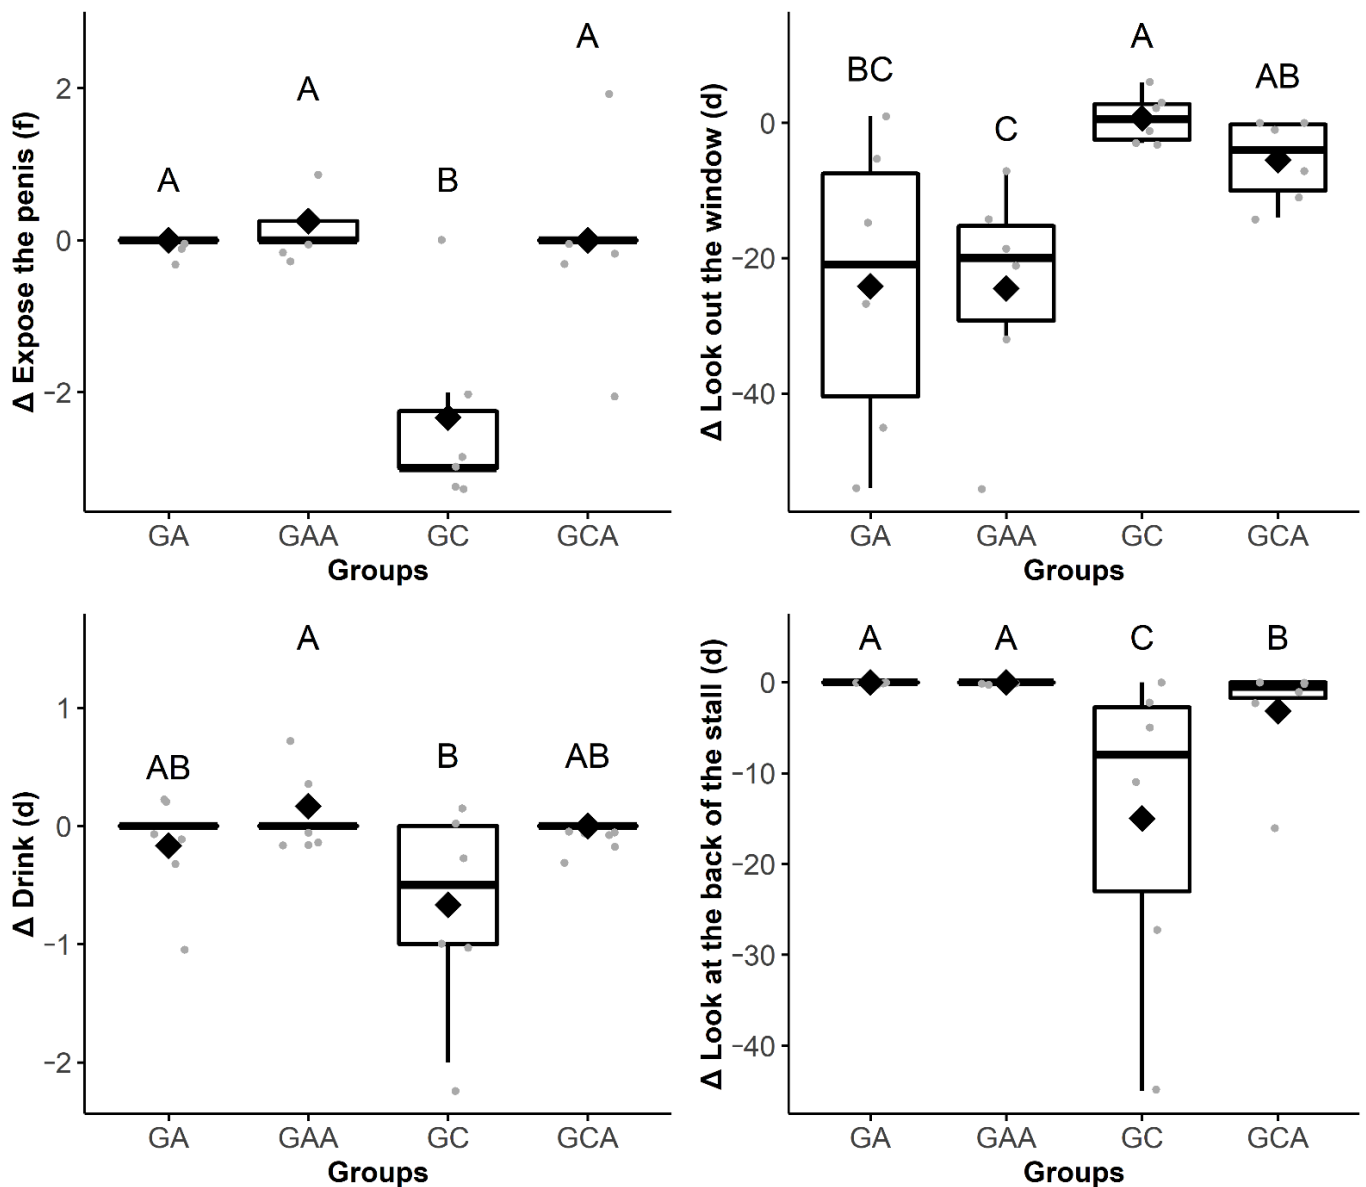 Δ Expose the penis (f)
2
0
−2
A
A
B
A
GA GAA GC GCA
Groups
Δ Look out the window (d)
0
−20
−40
BC
C
A
AB
GA GAA GC GCA
Groups
Δ Drink (d)
1
0
−1
−2
AB
A
B
AB
GA GAA GC GCA
Groups
Δ Look at the back of the stall (d)
0
−10
−20
−30
−40
A A C B
GA GAA GC GCA
Groups